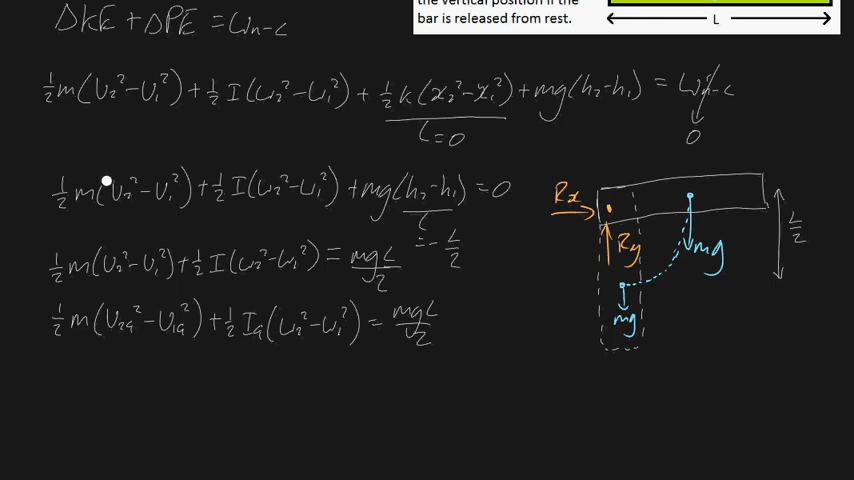 the vertical position if the
bar is released from rest.
L
ΔKE + ΔPE = Wn-c
½m(V₂²-V₁²) + ½I(ω₂²-ω₁²) + ½k(x₂²-x₁²) + mg(h₂-h₁) = Wn-c
L=0
0
½m(V₂²-V₁²) + ½I(ω₂²-ω₁²) + mg(h₂-h₁) = 0
= -L/2
½m(V₂²-V₁²) + ½I(ω₂²-ω₁²) = mgL/2
½m(V₂G²-V₁G²) + ½IG(ω₂²-ω₁²) = mgL/2
Rx
Ry
mg
L/2
mg